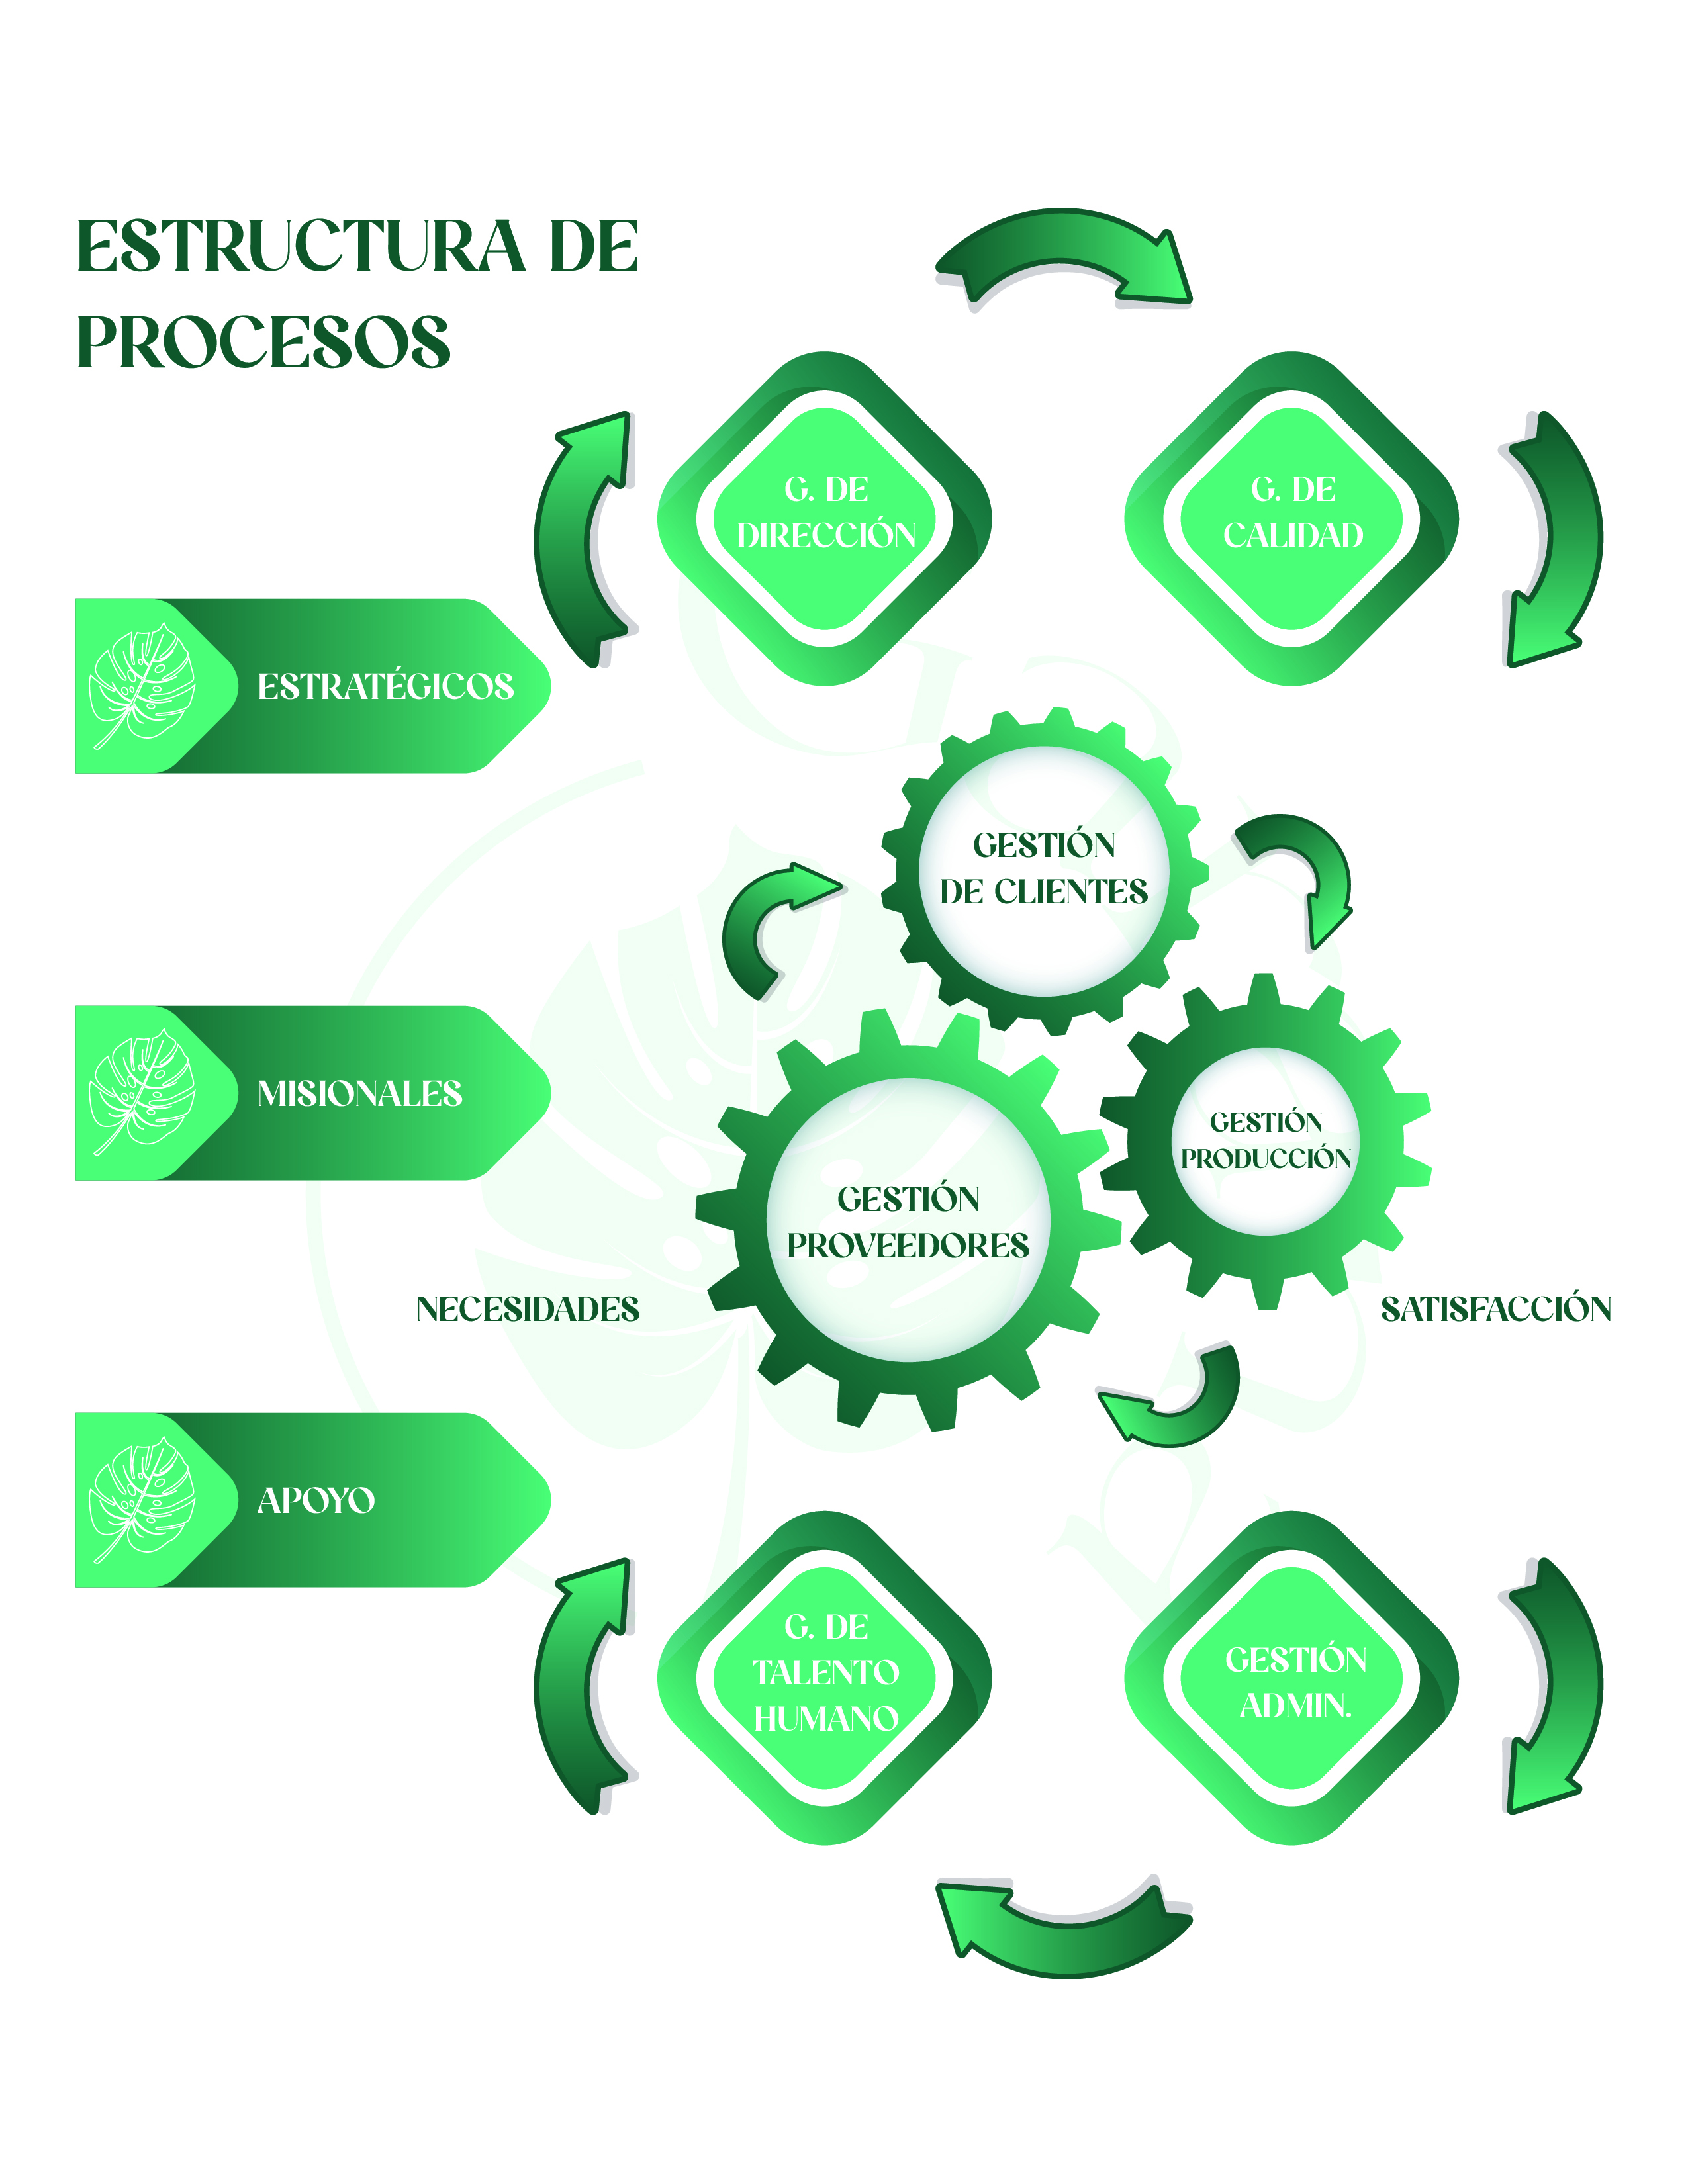 ESTRUCTURA DE
PROCESOS
G. DE
DIRECCIÓN
G. DE
CALIDAD
ESTRATÉGICOS
GESTIÓN
DE CLIENTES
MISIONALES
GESTIÓN
PRODUCCIÓN
GESTIÓN
PROVEEDORES
NECESIDADES
SATISFACCIÓN
APOYO
G. DE
TALENTO
HUMANO
GESTIÓN
ADMIN.